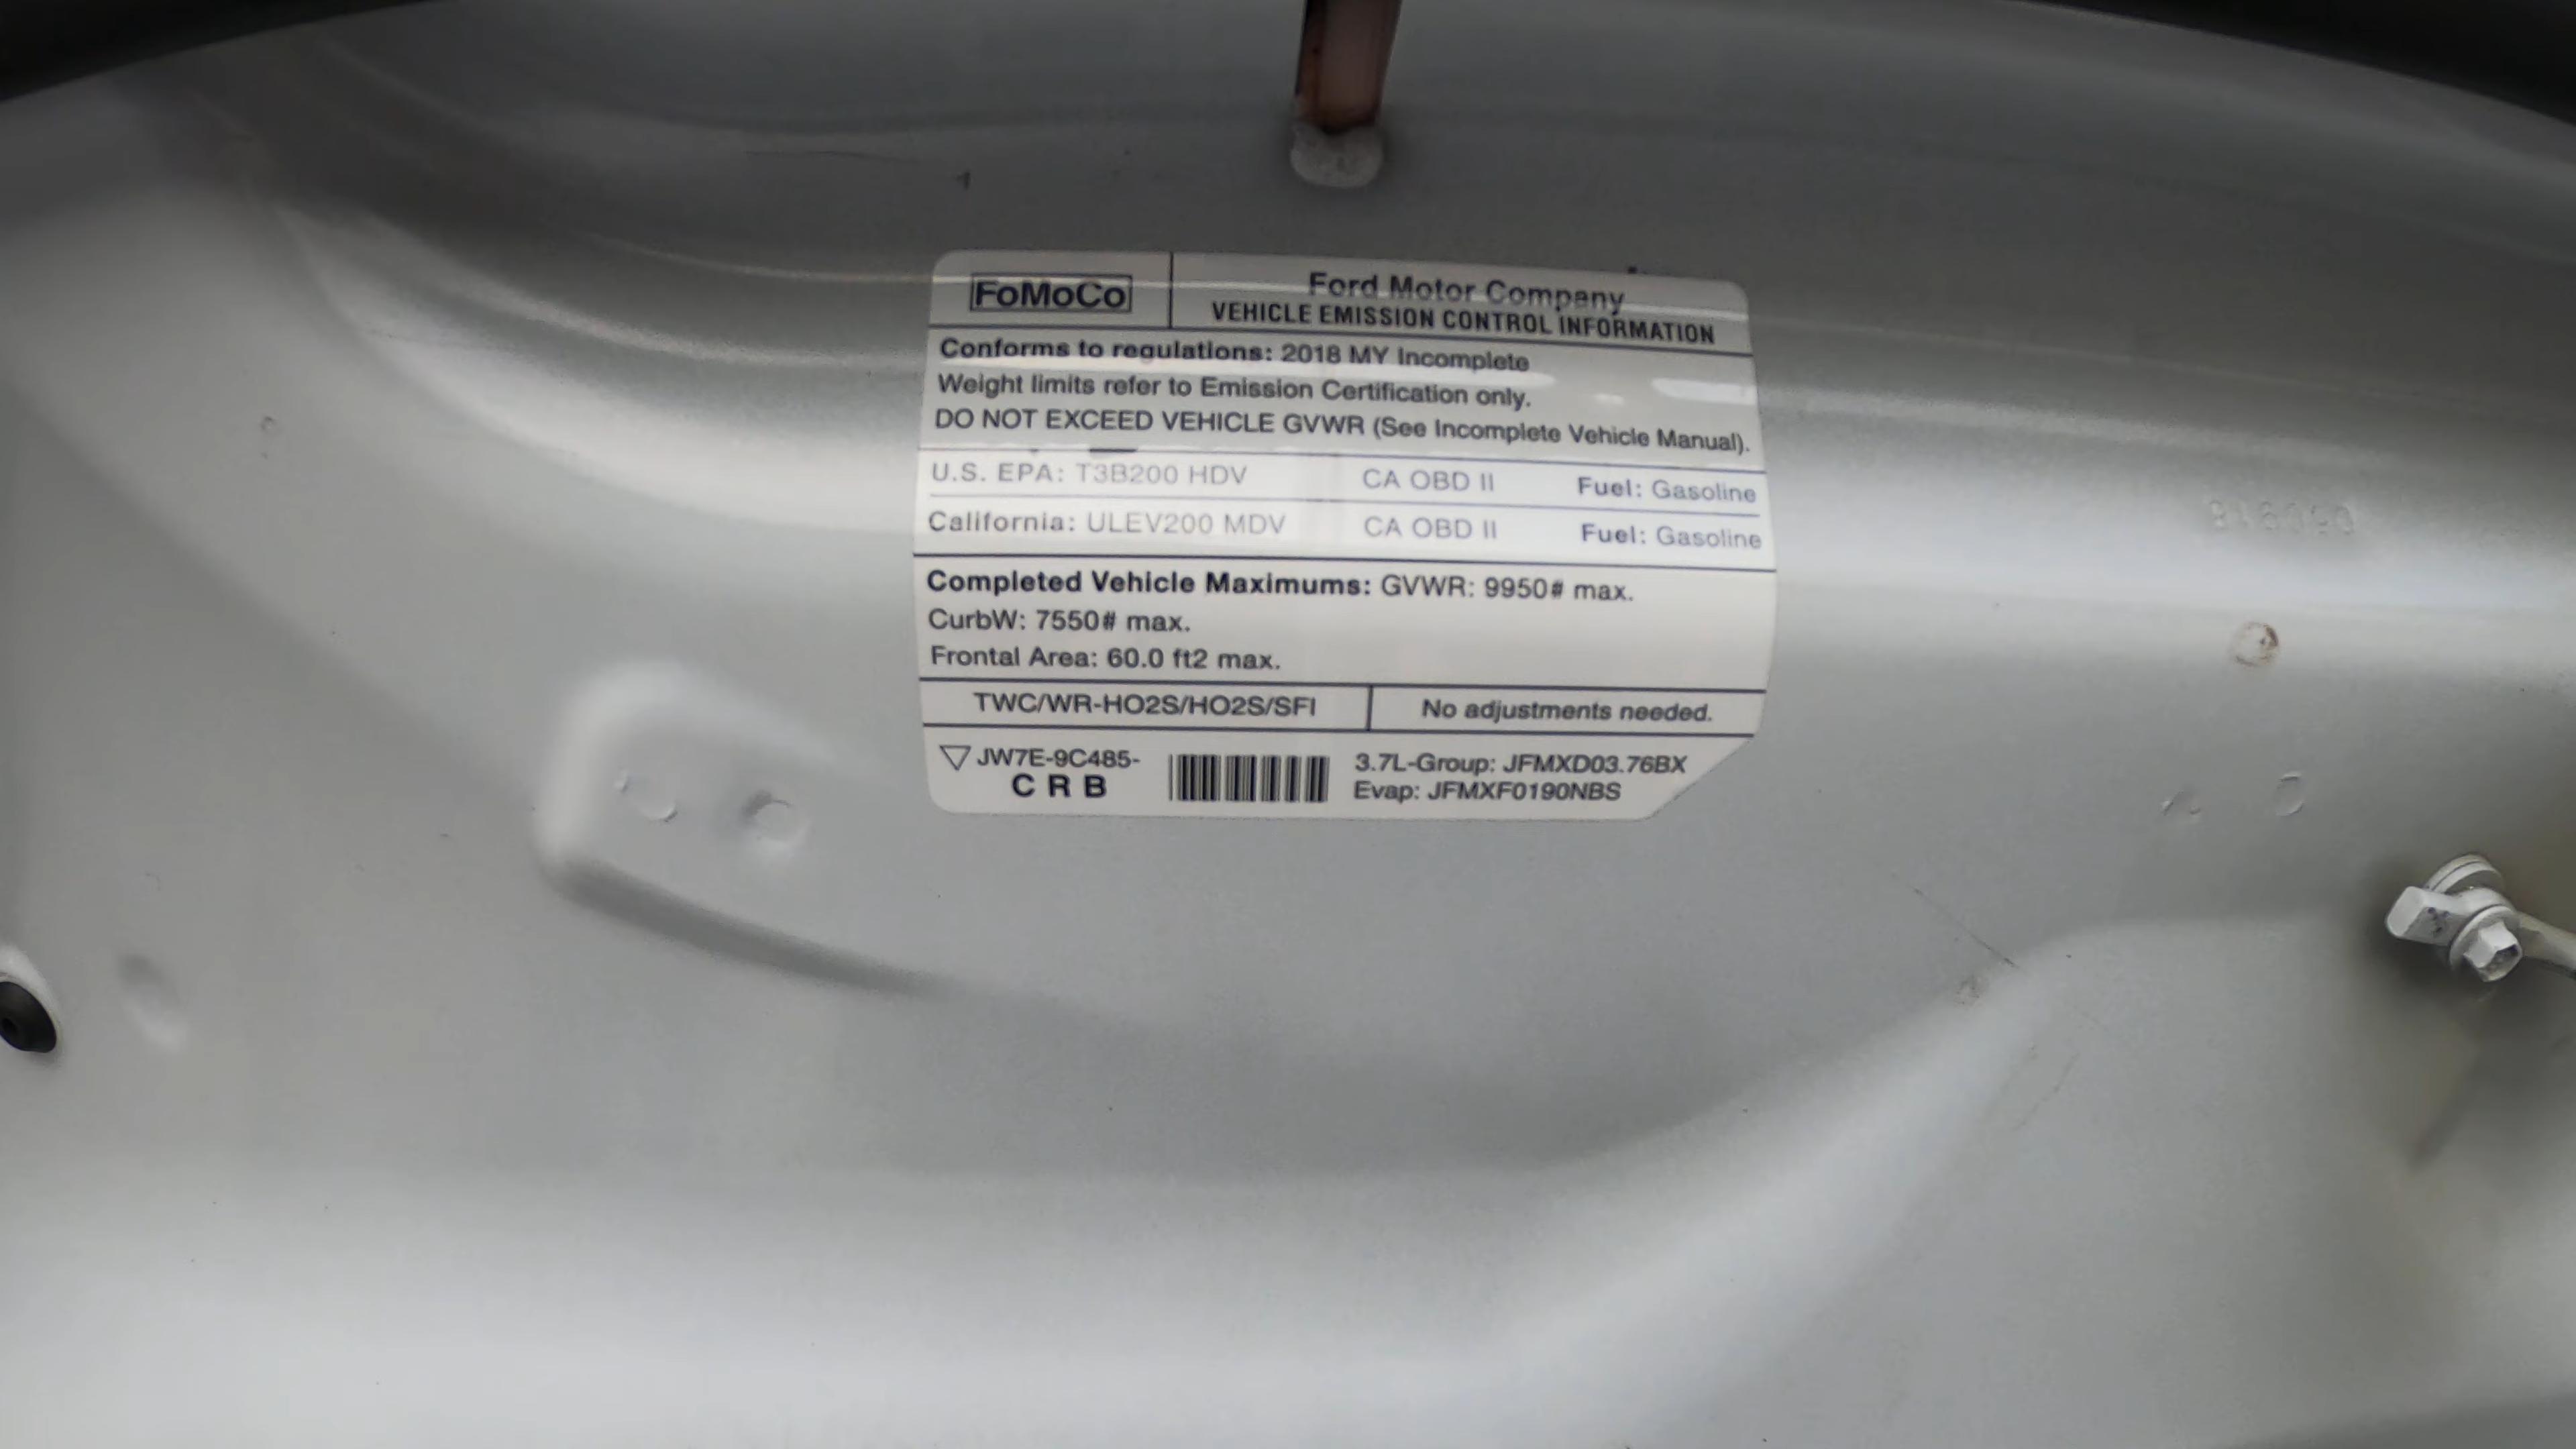 FoMoCo
Ford Motor Company
VEHICLE EMISSION CONTROL INFORMATION
Conforms to regulations: 2018 MY Incomplete
Weight limits refer to Emission Certification only.
DO NOT EXCEED VEHICLE GVWR (See Incomplete Vehicle Manual).
U.S. EPA: T3B200 HDV CA OBD II Fuel: Gasoline
California: ULEV200 MDV CA OBD II Fuel: Gasoline
Completed Vehicle Maximums: GVWR: 9950# max.
CurbW: 7550# max.
Frontal Area: 60.0 ft2 max.
TWC/WR-HO2S/HO2S/SFI No adjustments needed.
JW7E-9C485-
C R B
3.7L-Group: JFMXD03.76BX
Evap: JFMXF0190NBS